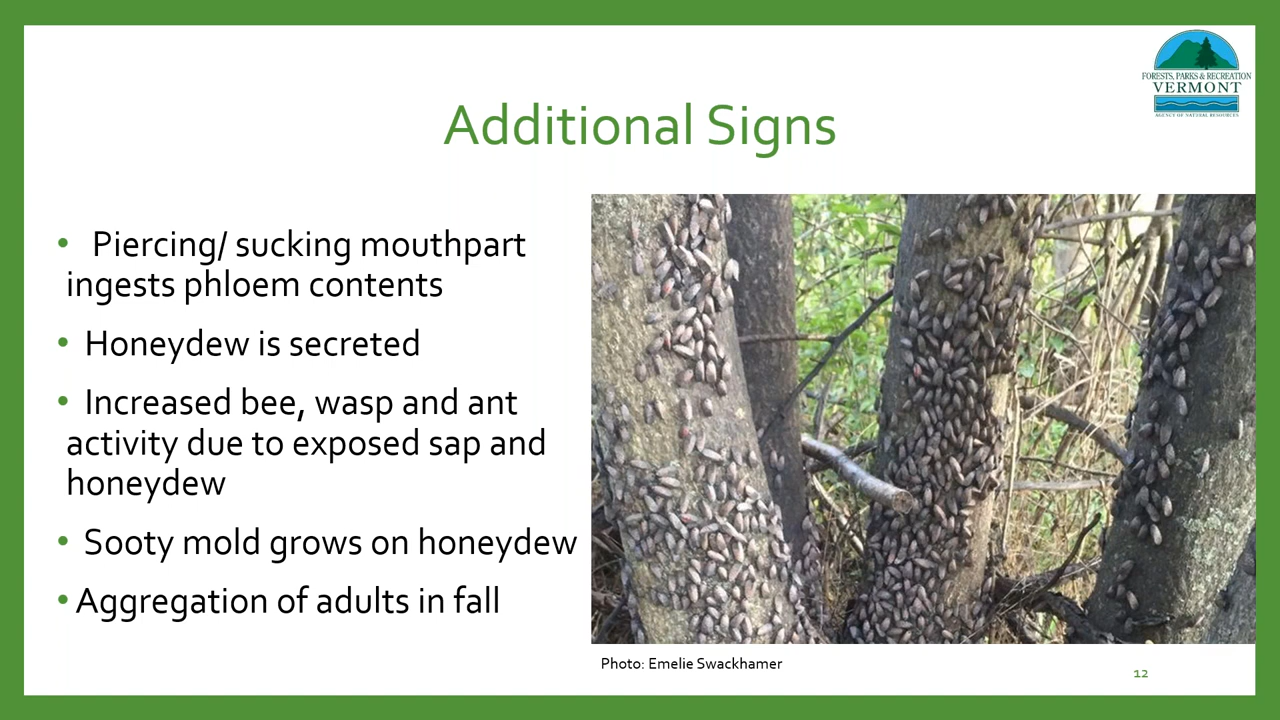 FORESTS, PARKS & RECREATION
VERMONT
AGENCY OF NATURAL RESOURCES
Additional Signs
• Piercing/ sucking mouthpart
ingests phloem contents
• Honeydew is secreted
• Increased bee, wasp and ant
activity due to exposed sap and
honeydew
• Sooty mold grows on honeydew
• Aggregation of adults in fall
Photo: Emelie Swackhamer
12